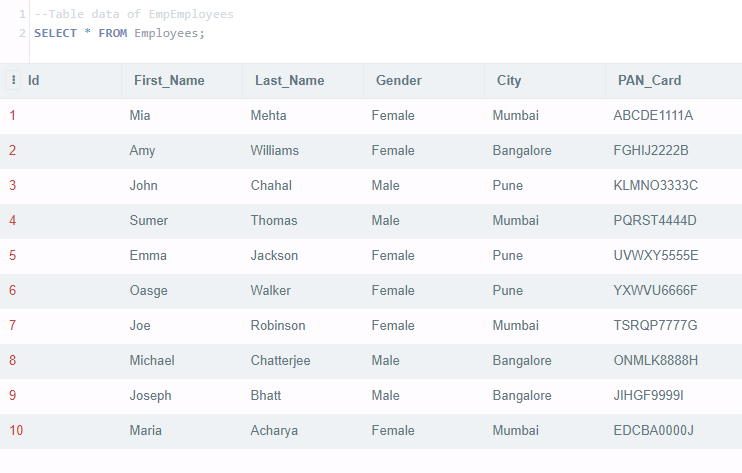 1 --Table data of EmpEmployees
2 SELECT * FROM Employees;
Id First_Name Last_Name Gender City PAN_Card
1 Mia Mehta Female Mumbai ABCDE1111A
2 Amy Williams Female Bangalore FGHIJ2222B
3 John Chahal Male Pune KLMNO3333C
4 Sumer Thomas Male Mumbai PQRST4444D
5 Emma Jackson Female Pune UVWXY5555E
6 Oasge Walker Female Pune YXWVU6666F
7 Joe Robinson Female Mumbai TSRQP7777G
8 Michael Chatterjee Male Bangalore ONMLK8888H
9 Joseph Bhatt Male Bangalore JIHGF9999I
10 Maria Acharya Female Mumbai EDCBA0000J